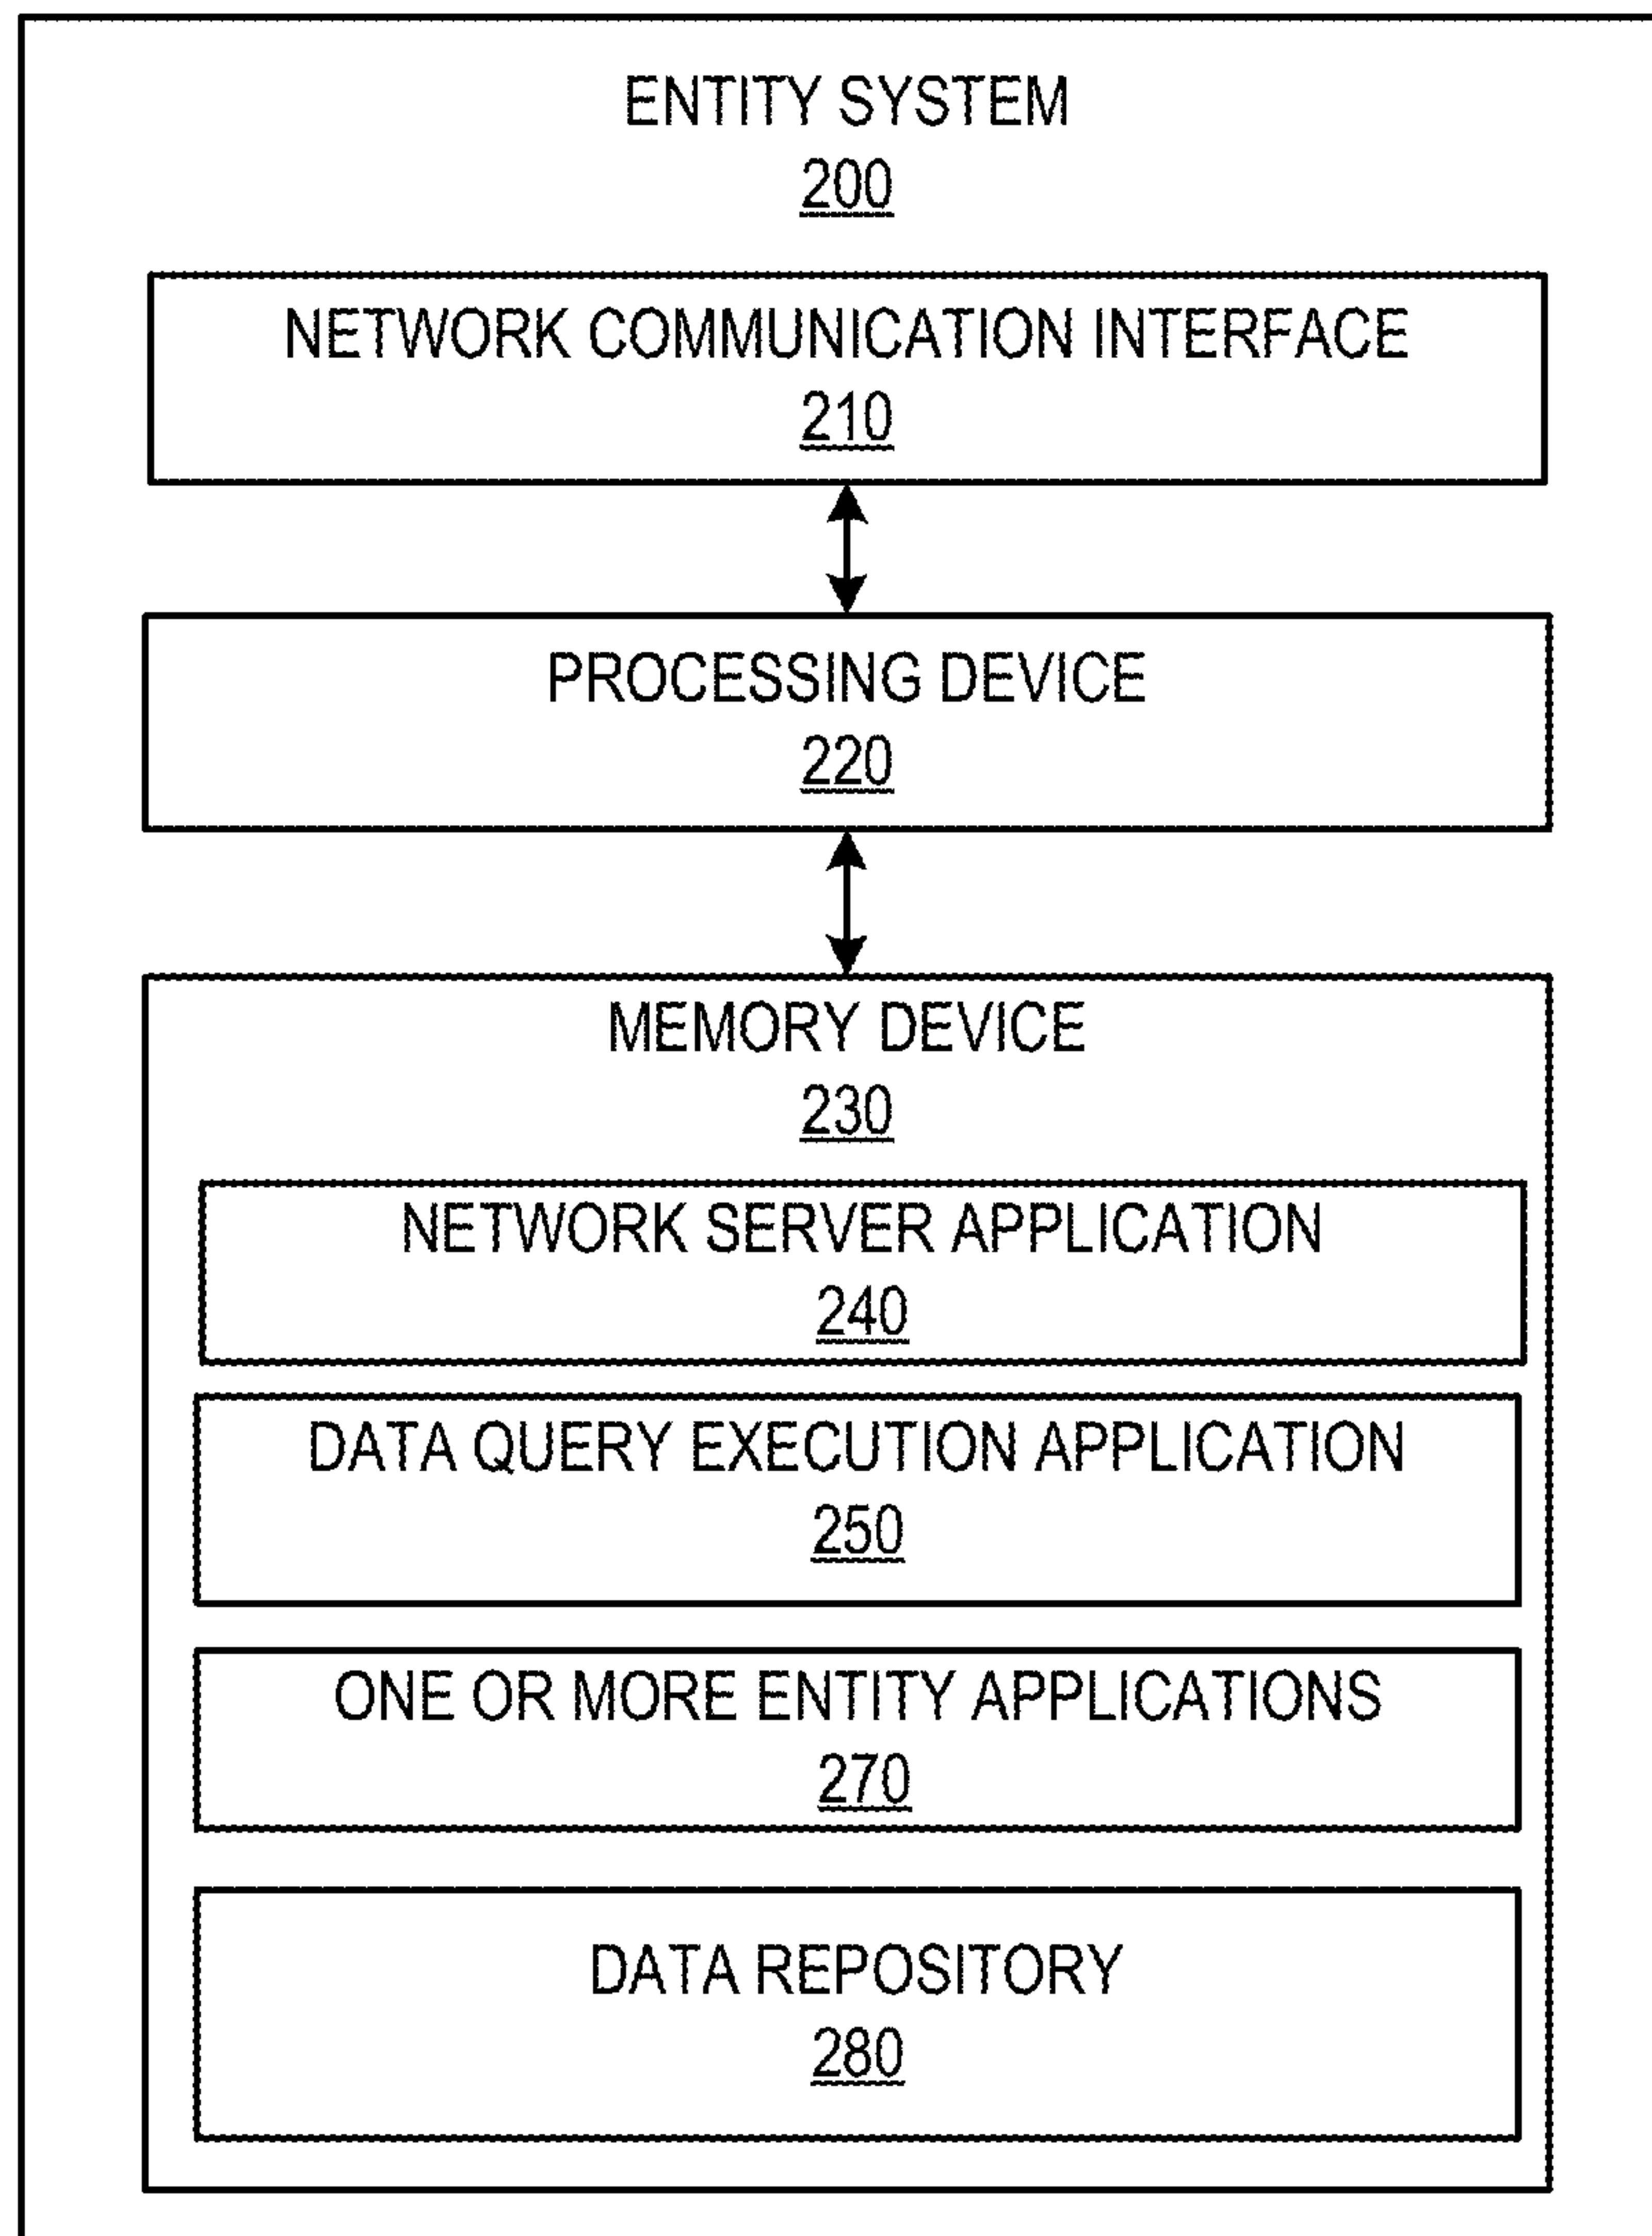 ENTITY SYSTEM
200
NETWORK COMMUNICATION INTERFACE
210
PROCESSING DEVICE
220
MEMORY DEVICE
230
NETWORK SERVER APPLICATION
240
DATA QUERY EXECUTION APPLICATION
250
ONE OR MORE ENTITY APPLICATIONS
270
DATA REPOSITORY
280